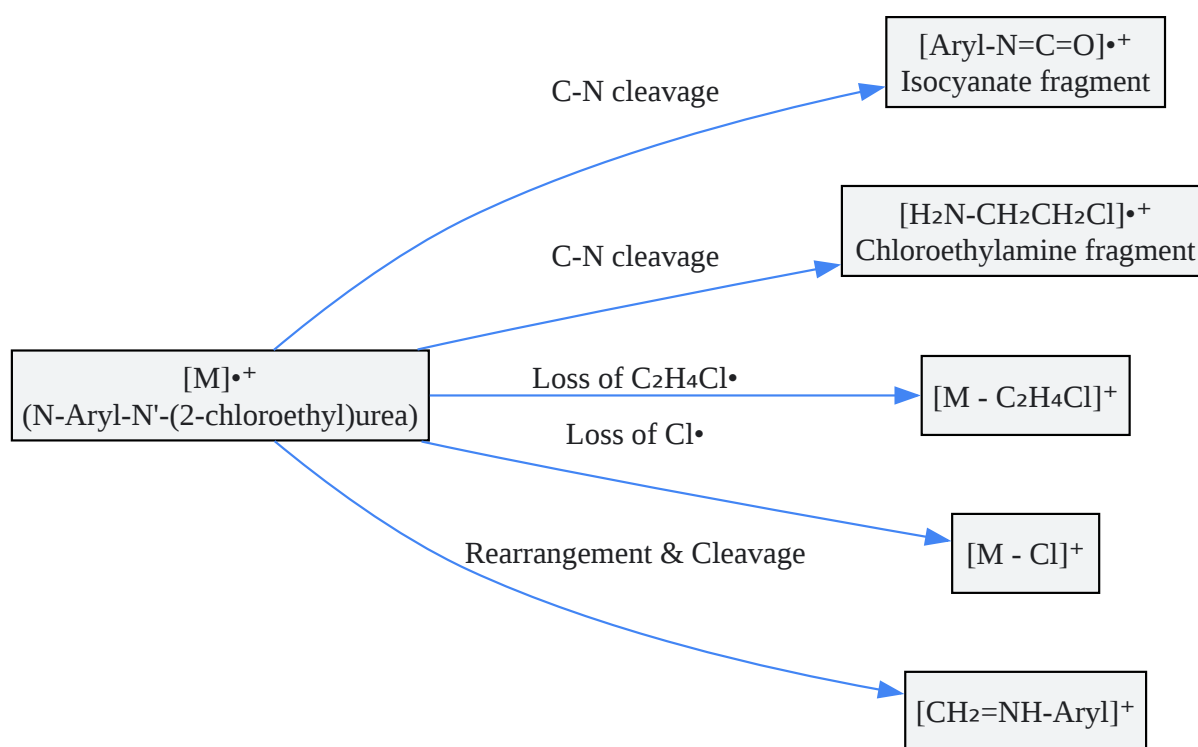 [Aryl-N=C=O]•⁺
Isocyanate fragment
C-N cleavage
[H₂N-CH₂CH₂Cl]•⁺
Chloroethylamine fragment
C-N cleavage
[M]•⁺
(N-Aryl-N'-(2-chloroethyl)urea)
Loss of C₂H₄Cl•
[M - C₂H₄Cl]⁺
Loss of Cl•
[M - Cl]⁺
Rearrangement & Cleavage
[CH₂=NH-Aryl]⁺